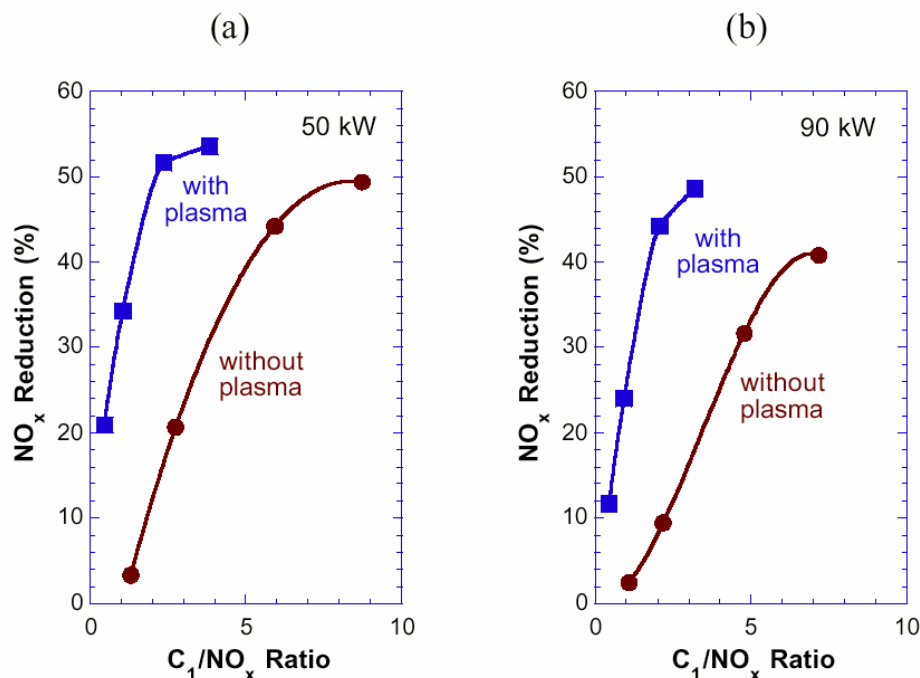 (a)
60
50
40
30
20
10
0
NOx Reduction (%)
50 kW
with
plasma
without
plasma
0 5 10
C1/NOx Ratio
(b)
60
50
40
30
20
10
0
NOx Reduction (%)
90 kW
with
plasma
without
plasma
0 5 10
C1/NOx Ratio